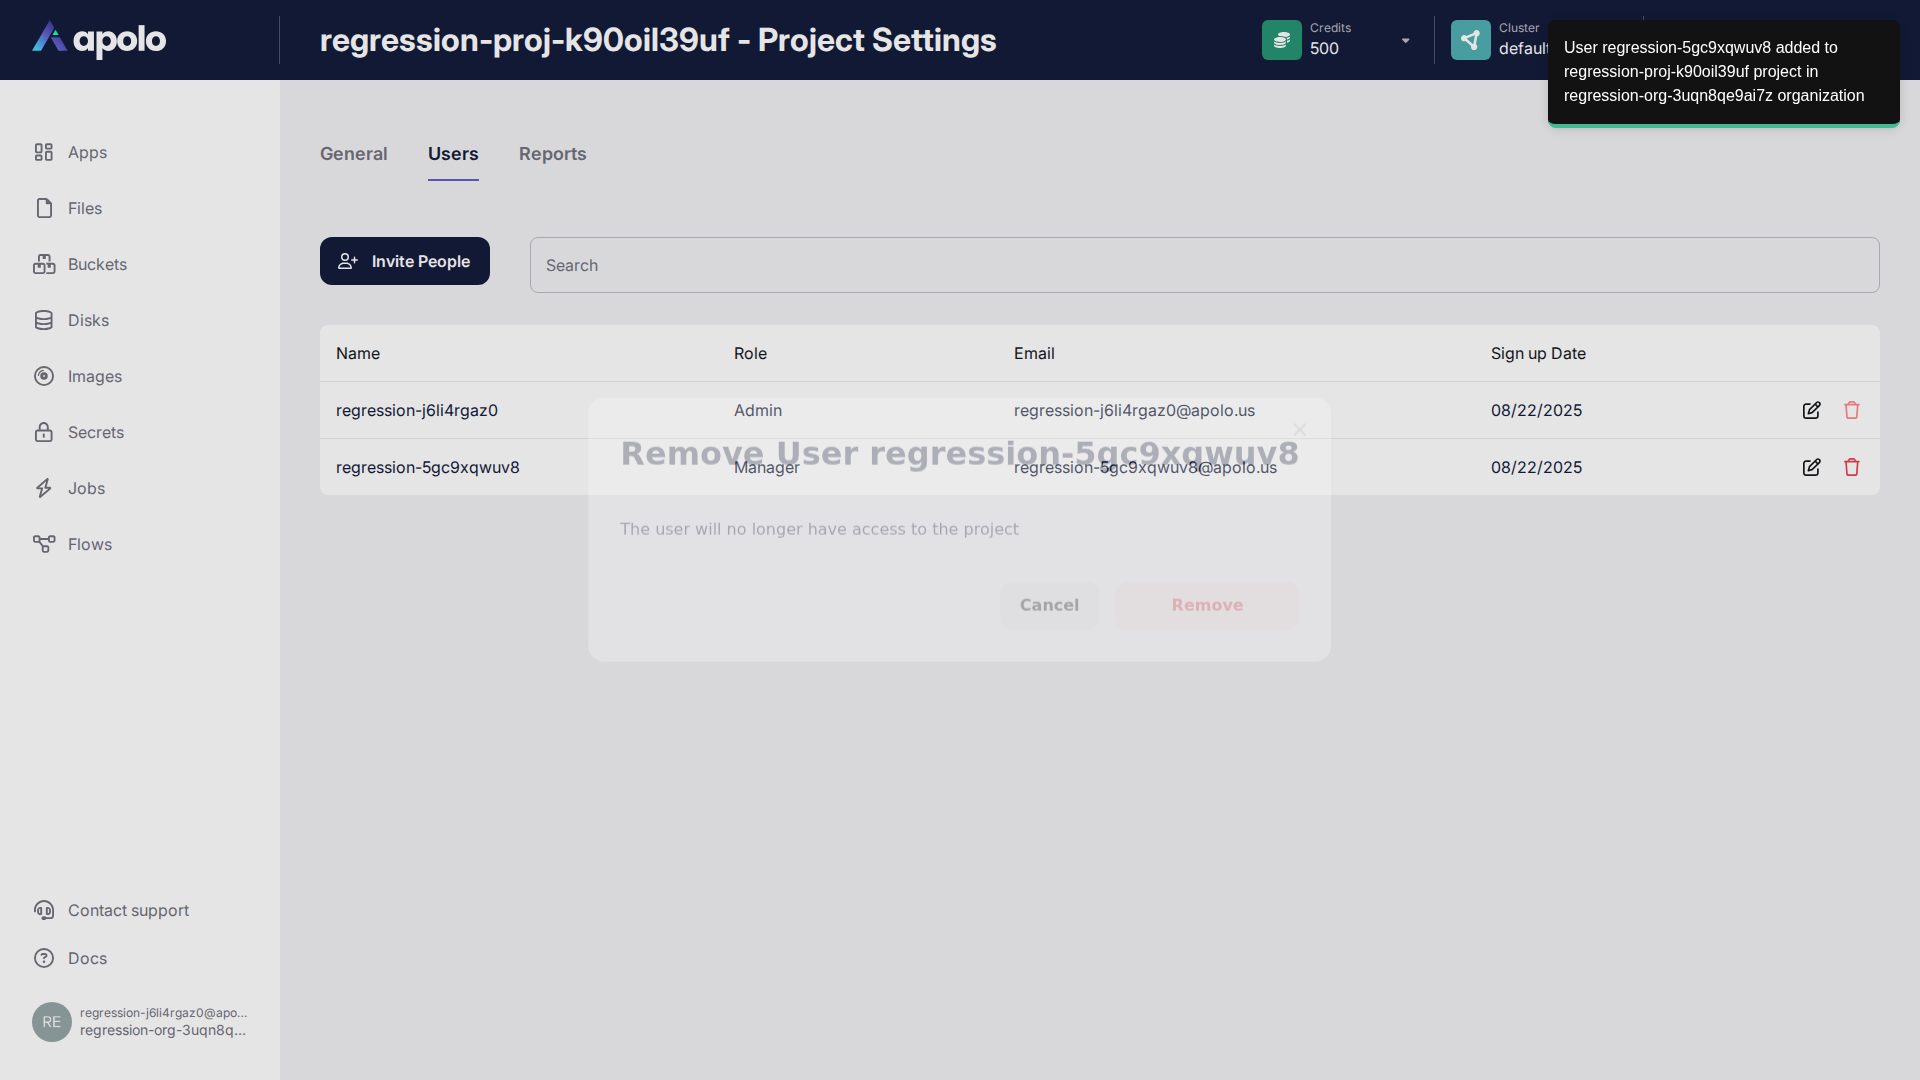 apolo
regression-proj-k90oil39uf - Project Settings
Credits
500
Cluster
default
User regression-5gc9xqwuv8 added to
regression-proj-k90oil39uf project in
regression-org-3uqn8qe9ai7z organization
Apps
Files
Buckets
Disks
Images
Secrets
Jobs
Flows
Contact support
Docs
RE
regression-j6li4rgaz0@apo...
regression-org-3uqn8q...
General
Users
Reports
Invite People
Search
Name
Role
Email
Sign up Date
regression-j6li4rgaz0
Admin
regression-j6li4rgaz0@apolo.us
08/22/2025
regression-5gc9xqwuv8
Manager
regression-5gc9xqwuv8@apolo.us
08/22/2025
Remove User regression-5gc9xqwuv8
The user will no longer have access to the project
Cancel
Remove